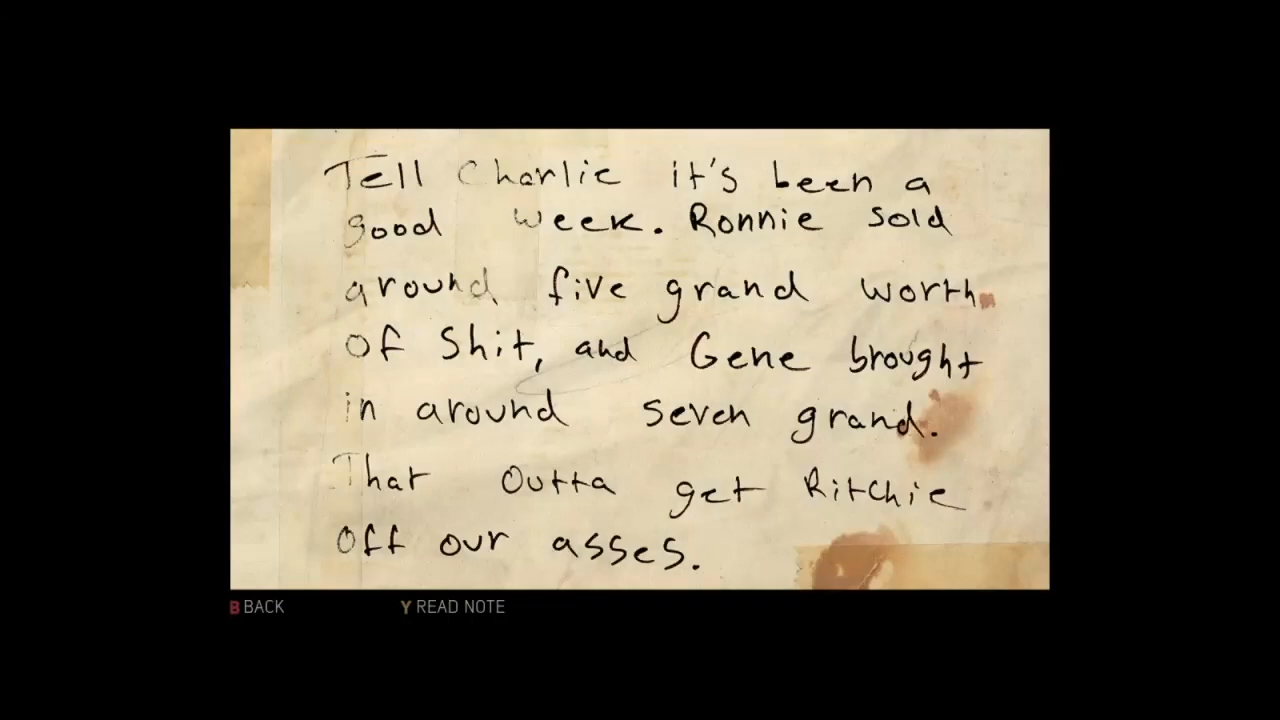 Tell Charlie it's been a
good week. Ronnie sold
around five grand worth
of Shit, and Gene brought
in around seven grand.
That Outta get Ritchie
Off our asses.
B BACK Y READ NOTE